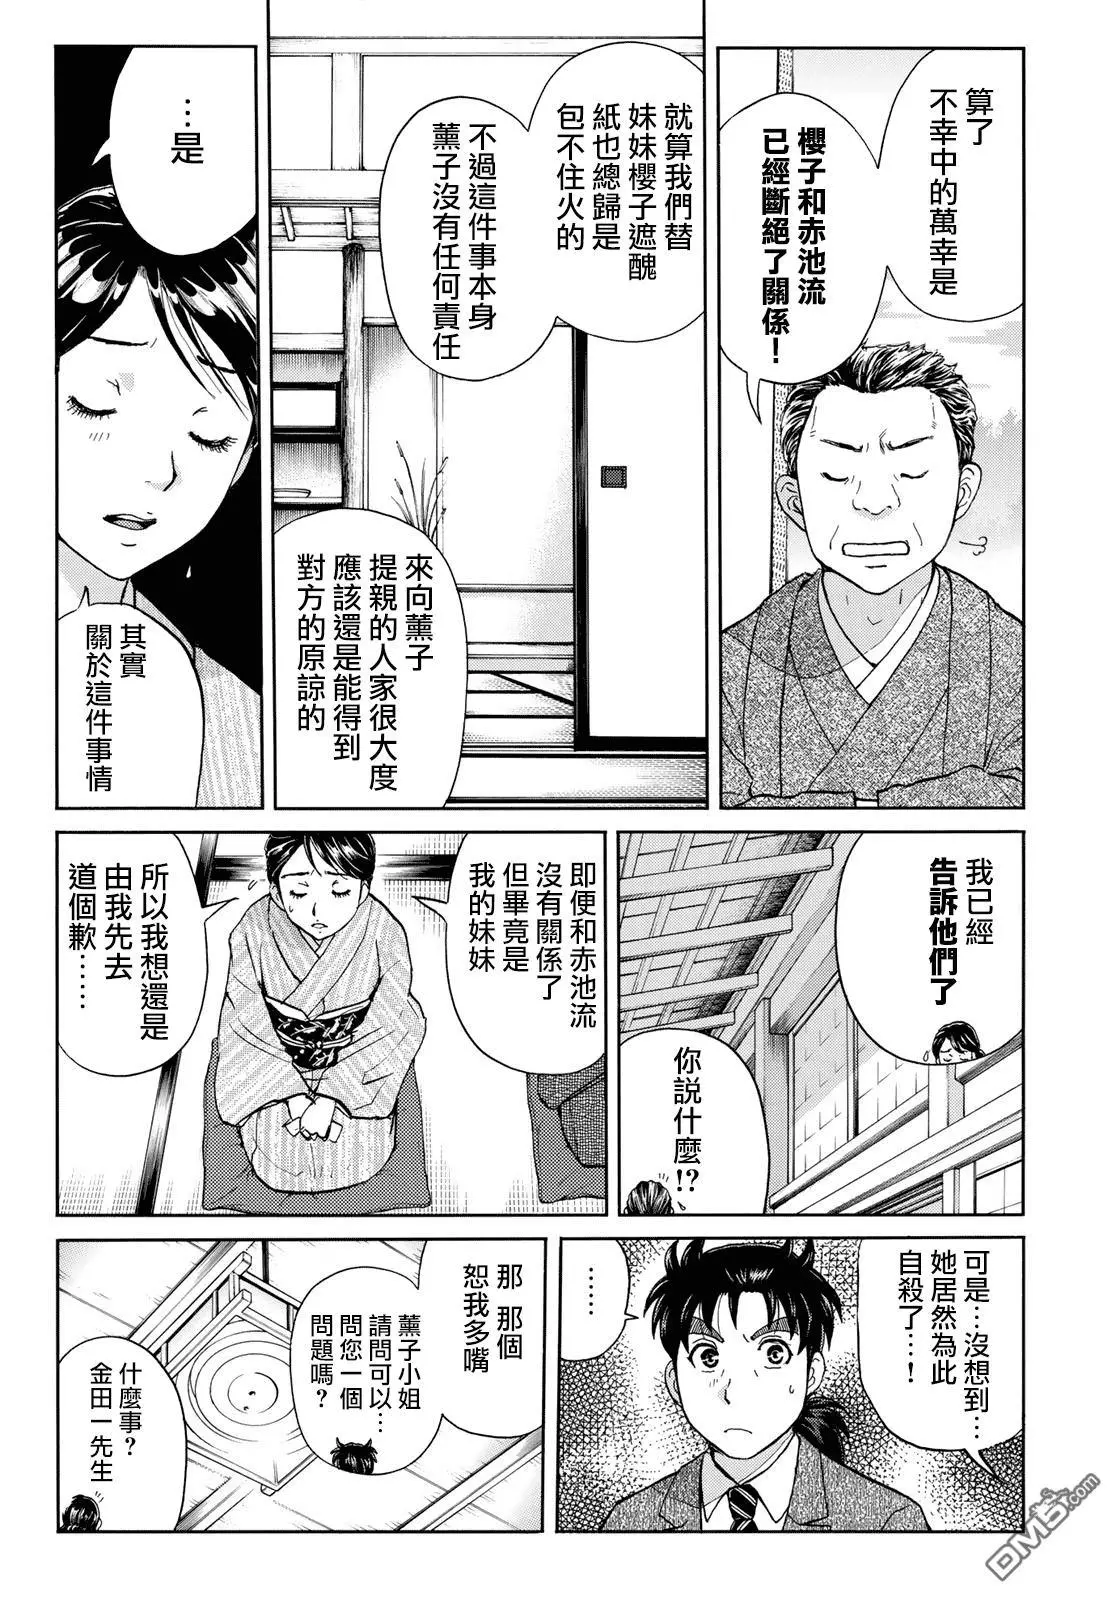 算了
不幸中的萬幸是
櫻子和赤池流
已經斷絕了關係！
就算我們替
妹妹櫻子遮醜
紙也總歸是
包不住火的
不過這件事本身
薰子沒有任何責任
來向薰子
提親的人家很大度
應該還是能得到
對方的原諒的
…是
其實
關於這件事情
我已經
告訴他們了
你說什麼!?
即便和赤池流
沒有關係了
但畢竟是
我的妹妹
所以我想還是
由我先去
道個歉……
可是…沒想到…
她居然為此
自殺了…！
……
那 那個
恕我多嘴
薰子小姐
請問可以…
問您一個
問題嗎？
什麼事？
金田一先生
DM5.com